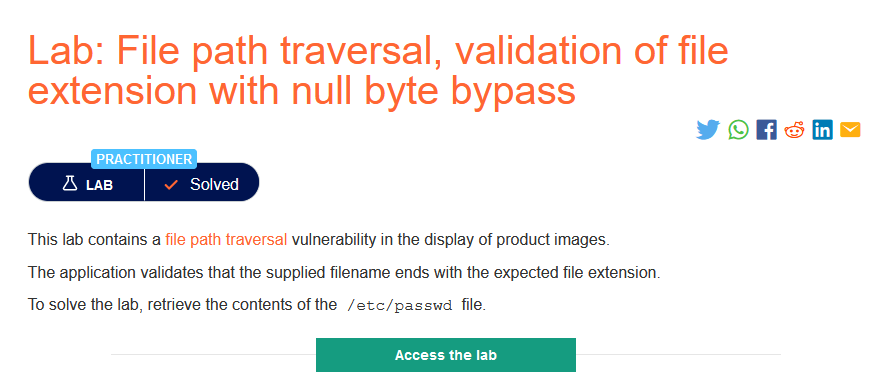 Lab: File path traversal, validation of file
extension with null byte bypass
PRACTITIONER
LAB
Solved
This lab contains a file path traversal vulnerability in the display of product images.
The application validates that the supplied filename ends with the expected file extension.
To solve the lab, retrieve the contents of the /etc/passwd file.
Access the lab